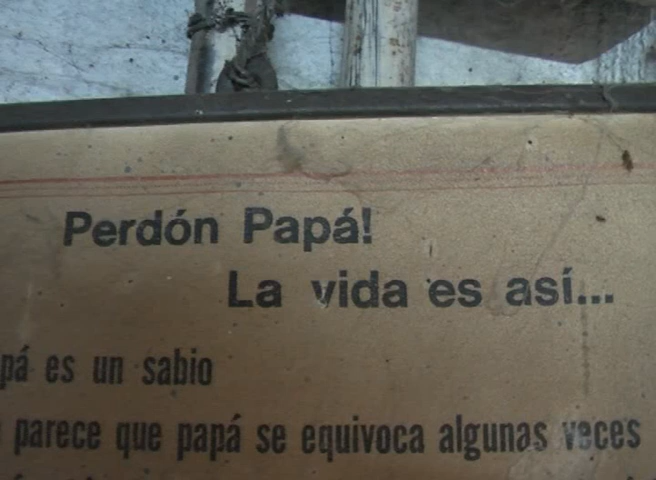 Perdón Papá!
La vida es así...
pá es un sabio
parece que papá se equivoca algunas veces